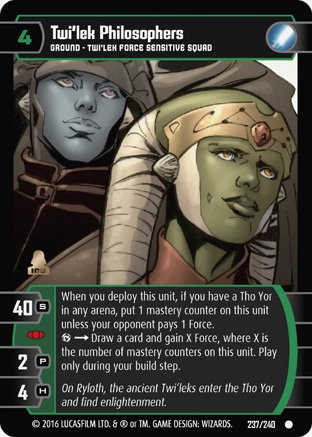 4
Twi'lek Philosophers
GROUND - TWI'LEK FORCE SENSITIVE SQUAD
40 S
2 P
4 H
When you deploy this unit, if you have a Tho Yor
in any arena, put 1 mastery counter on this unit
unless your opponent pays 1 Force.
Draw a card and gain X Force, where X is
the number of mastery counters on this unit. Play
only during your build step.
On Ryloth, the ancient Twi'leks enter the Tho Yor
and find enlightenment.
© 2016 LUCASFILM LTD. & ® or TM. GAME DESIGN: WIZARDS.
237/240